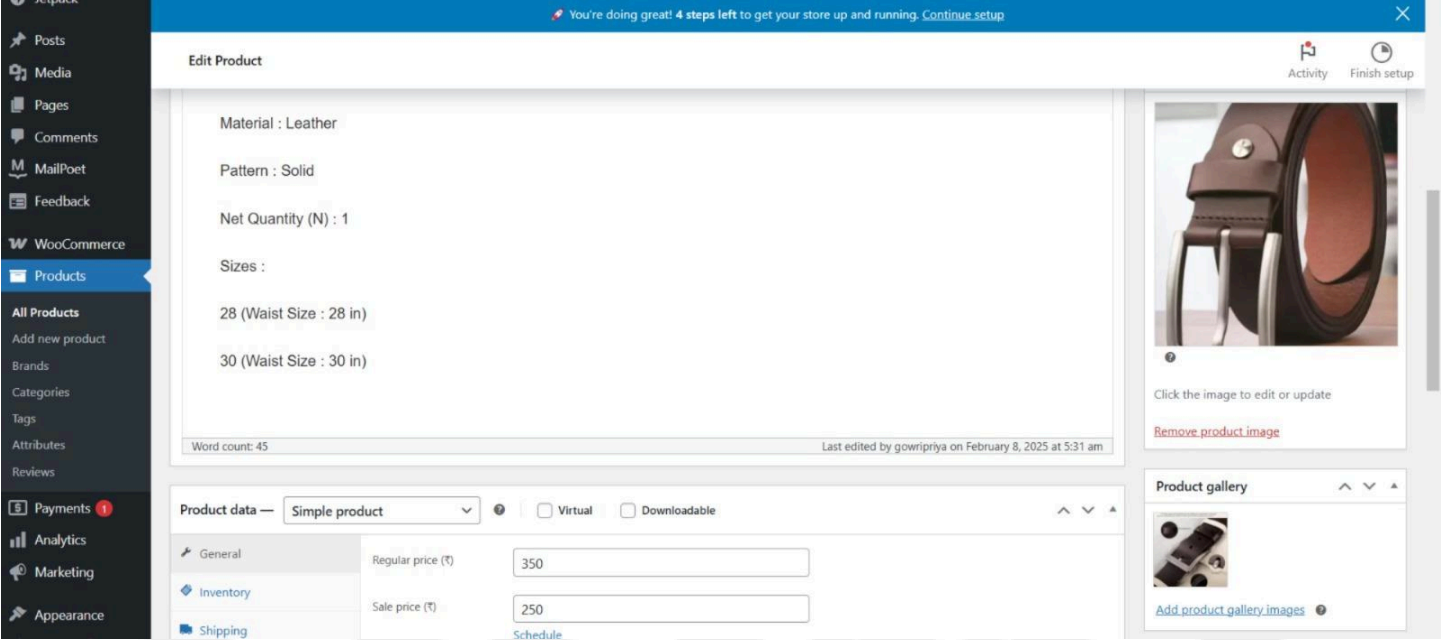 Jetpack
Posts
Media
Pages
Comments
MailPoet
Feedback
WooCommerce
Products
All Products
Add new product
Brands
Categories
Tags
Attributes
Reviews
Payments 1
Analytics
Marketing
Appearance
🚀 You're doing great! 4 steps left to get your store up and running. Continue setup
Edit Product
Activity
Finish setup
Material : Leather
Pattern : Solid
Net Quantity (N) : 1
Sizes :
28 (Waist Size : 28 in)
30 (Waist Size : 30 in)
Word count: 45
Last edited by gowripriya on February 8, 2025 at 5:31 am
Product data — Simple product
Virtual
Downloadable
General
Inventory
Shipping
Regular price (₹)
350
Sale price (₹)
250
Schedule
Click the image to edit or update
Remove product image
Product gallery
Add product gallery images